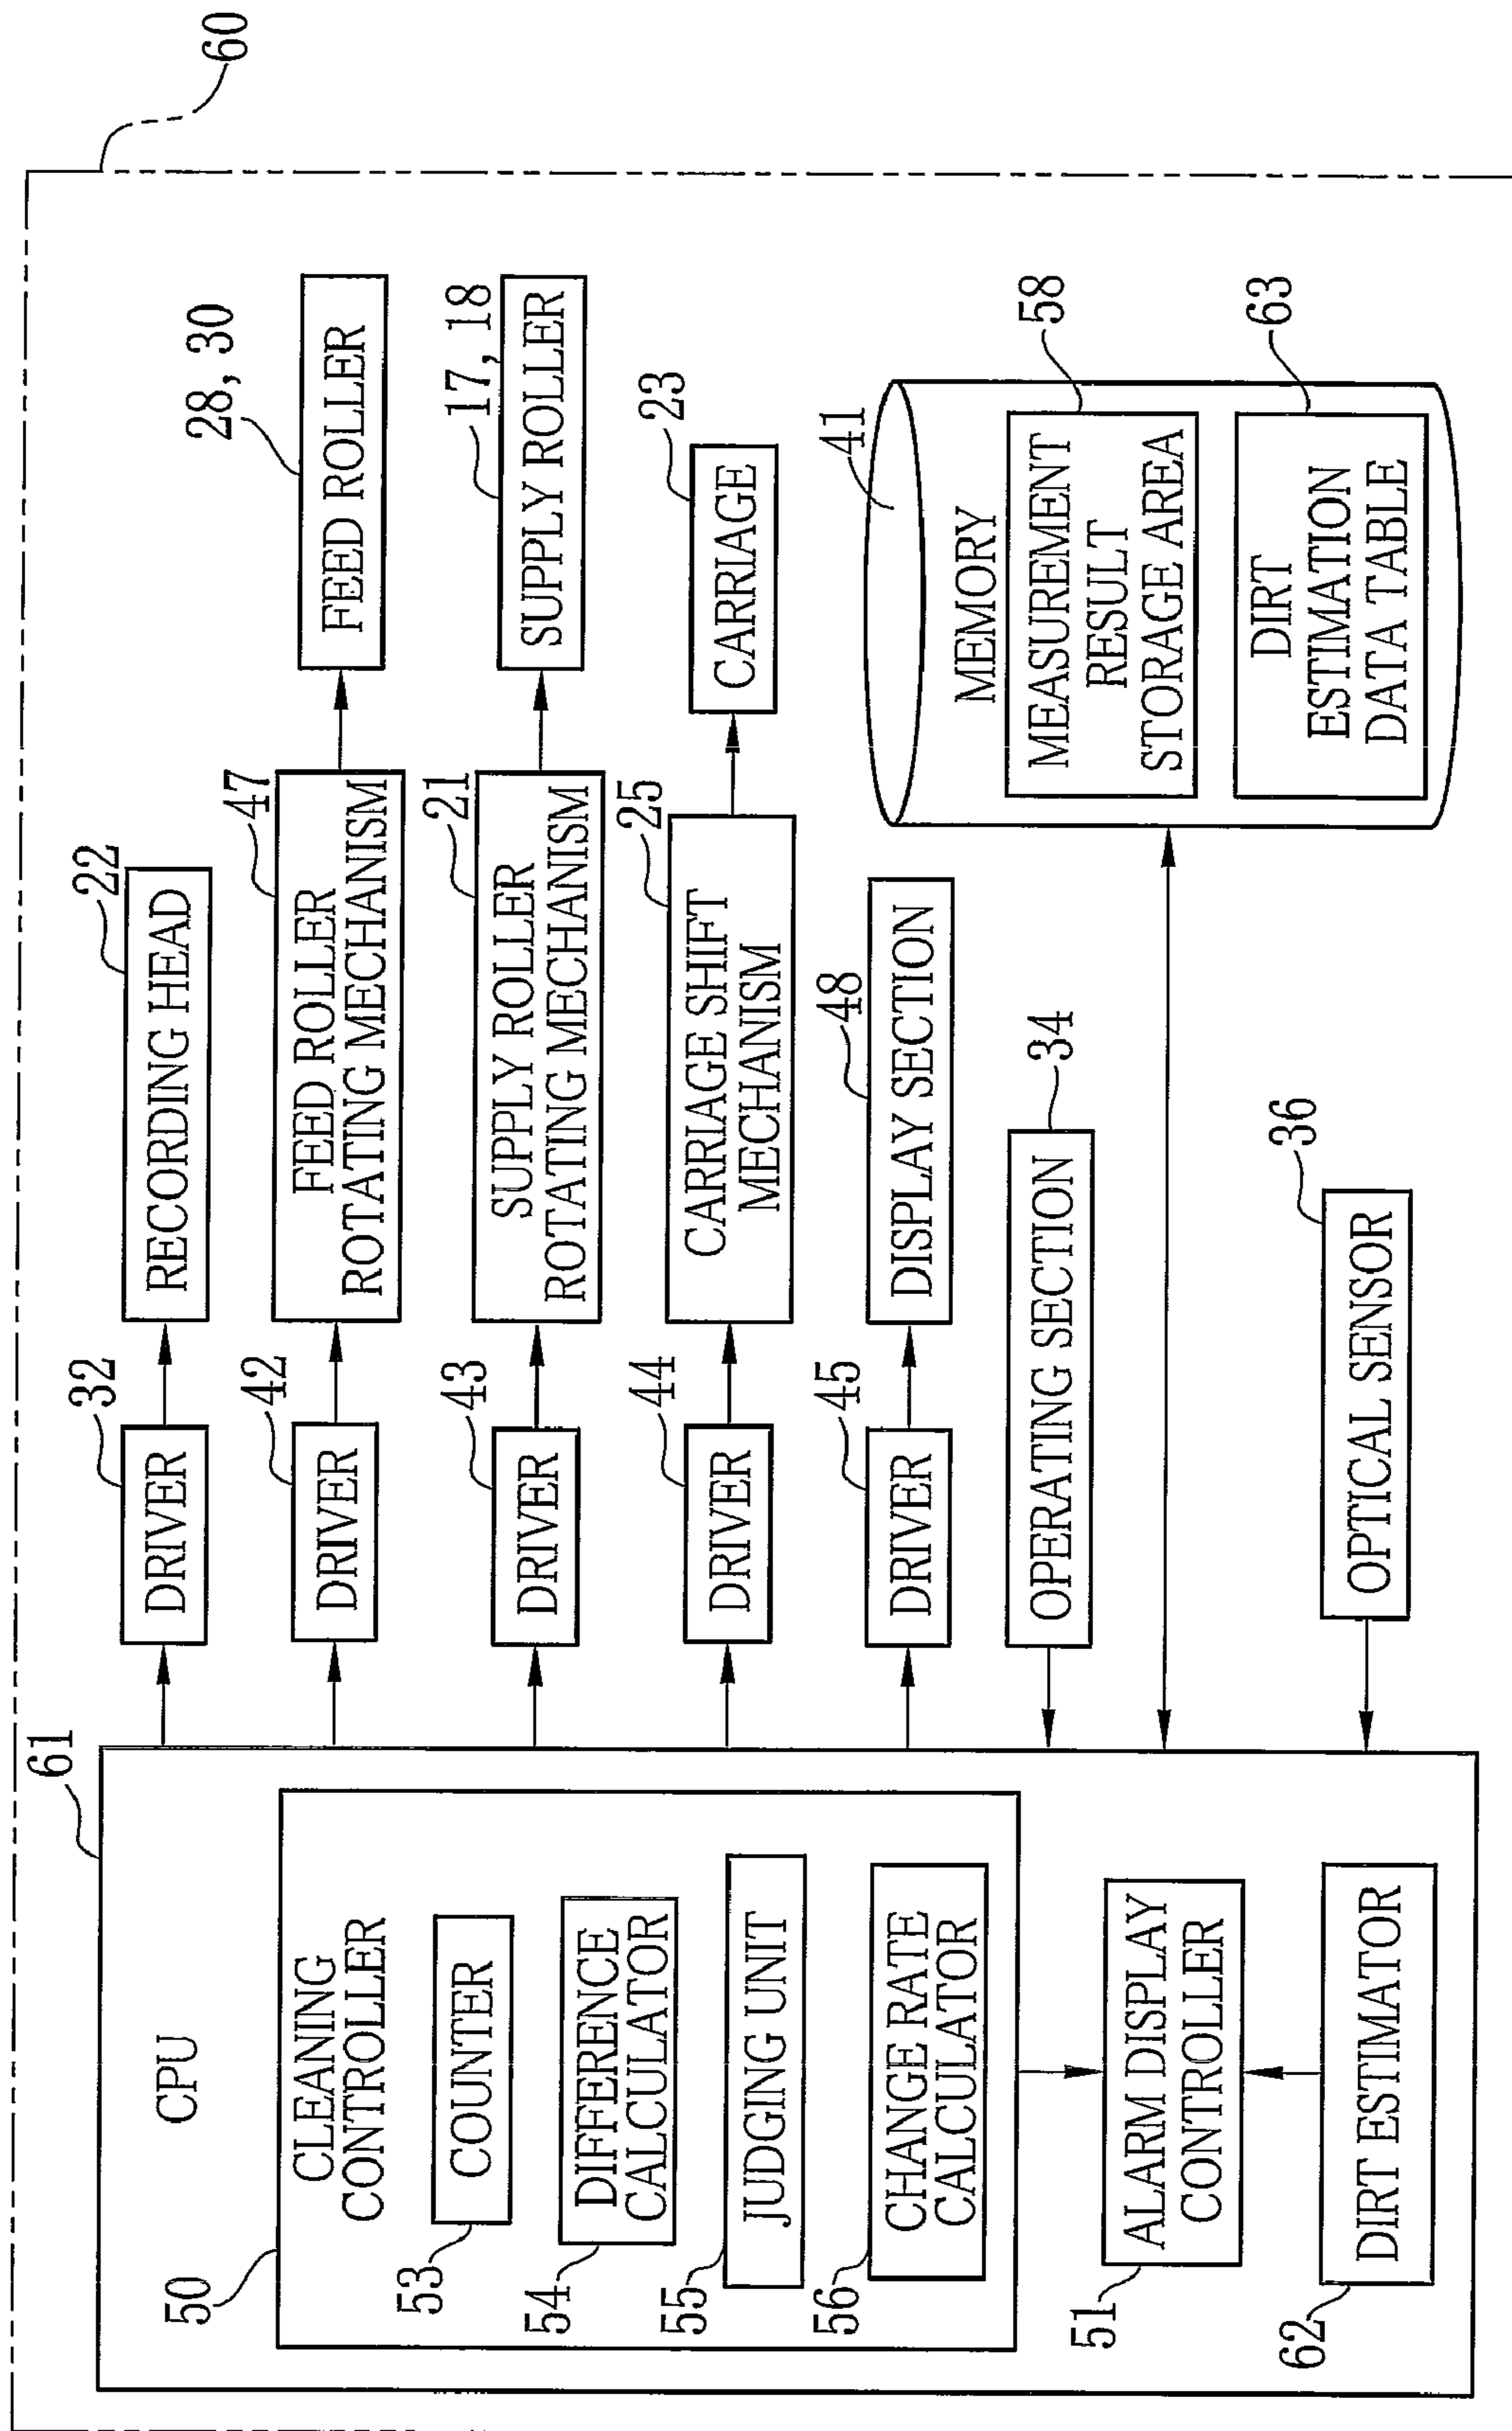 60
61
CPU
50
CLEANING
CONTROLLER
53
COUNTER
54
DIFFERENCE
CALCULATOR
55
JUDGING UNIT
56
CHANGE RATE
CALCULATOR
51
ALARM DISPLAY
CONTROLLER
62
DIRT ESTIMATOR
32
DRIVER
22
RECORDING HEAD
42
DRIVER
47
FEED ROLLER
ROTATING MECHANISM
28, 30
FEED ROLLER
43
DRIVER
21
SUPPLY ROLLER
ROTATING MECHANISM
17, 18
SUPPLY ROLLER
44
DRIVER
25
CARRIAGE SHIFT
MECHANISM
23
CARRIAGE
45
DRIVER
48
DISPLAY SECTION
34
OPERATING SECTION
36
OPTICAL SENSOR
41
MEMORY
58
MEASUREMENT
RESULT
STORAGE AREA
63
DIRT
ESTIMATION
DATA TABLE